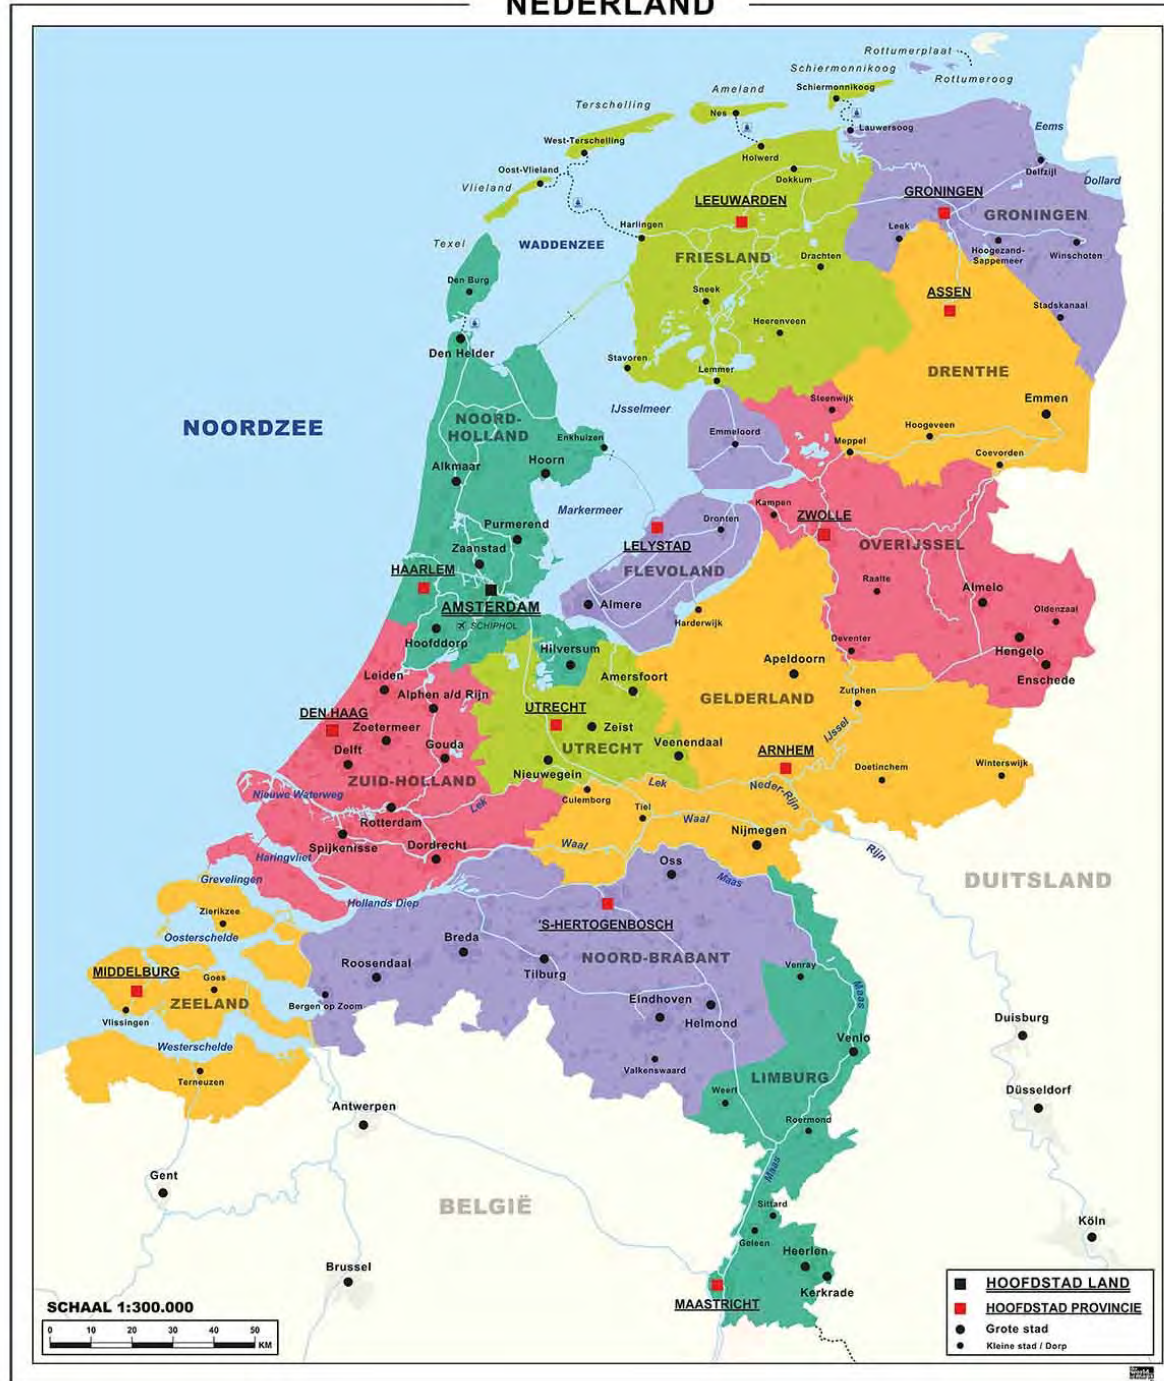 NEDERLAND
Rottumerplaat
Schiermonnikoog
Rottumeroog
Ameland
Schiermonnikoog
Terschelling
Nes
Lauwersoog
Eems
West-Terschelling
Holwerd
Delfzijl
Oost-Vlieland
Dokkum
Dollard
Vlieland
LEEUWARDEN
GRONINGEN
GRONINGEN
Harlingen
Leek
Texel
WADDENZEE
FRIESLAND
Drachten
Hoogezand-
Sappemeer
Winschoten
Den Burg
Sneek
ASSEN
Stadskanaal
Heerenveen
Den Helder
Stavoren
Lemmer
DRENTHE
Steenwijk
Emmen
IJsselmeer
NOORDZEE
NOORD-
HOLLAND
Enkhuizen
Emmeloord
Meppel
Hoogeveen
Coevorden
Alkmaar
Hoorn
Markermeer
Kampen
ZWOLLE
Dronten
Purmerend
Zaanstad
LELYSTAD
OVERIJSSEL
HAARLEM
FLEVOLAND
Raalte
Almelo
AMSTERDAM
Almere
Oldenzaal
SCHIPHOL
Harderwijk
Hoofddorp
Hilversum
Deventer
Hengelo
Leiden
Amersfoort
Apeldoorn
Enschede
Alphen a/d Rijn
GELDERLAND
Zutphen
DEN HAAG
UTRECHT
Zoetermeer
Zeist
IJssel
Delft
Gouda
UTRECHT
Veenendaal
ARNHEM
ZUID-HOLLAND
Nieuwegein
Doetinchem
Winterswijk
Nieuwe Waterweg
Lek
Lek
Culemborg
Neder-Rijn
Rotterdam
Tiel
Waal
Spijkenisse
Dordrecht
Waal
Nijmegen
Rijn
Haringvliet
Oss
Grevelingen
Maas
DUITSLAND
Hollands Diep
Zierikzee
'S-HERTOGENBOSCH
Oosterschelde
Breda
NOORD-BRABANT
Roosendaal
Tilburg
MIDDELBURG
Goes
Venray
Maas
ZEELAND
Bergen op Zoom
Eindhoven
Vlissingen
Helmond
Duisburg
Westerschelde
Venlo
Valkenswaard
LIMBURG
Terneuzen
Weert
Düsseldorf
Antwerpen
Roermond
Gent
Maas
BELGIË
Sittard
Köln
Geleen
Heerlen
Brussel
Kerkrade
MAASTRICHT
HOOFDSTAD LAND
HOOFDSTAD PROVINCIE
Grote stad
Kleine stad / Dorp
SCHAAL 1:300.000
0 10 20 30 40 50
KM